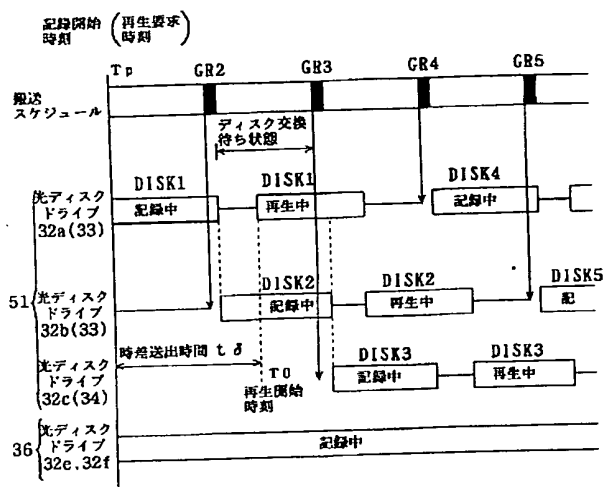 記録開始 (再生要求)
時刻 時刻
Tp GR2 GR3 GR4 GR5
搬送
スケジュール
ディスク交換
待ち状態
DISK1 DISK1 DISK4
光ディスク
ドライブ
32a(33)
記録中 再生中 記録中
DISK2 DISK2 DISK5
51
光ディスク
ドライブ
32b(33)
記録中 再生中 記
時差送出時間 tδ
DISK3 DISK3
光ディスク
ドライブ
32c(34)
T0
再生開始
時刻
記録中 再生中
36
光ディスク
ドライブ
32e.32f
記録中